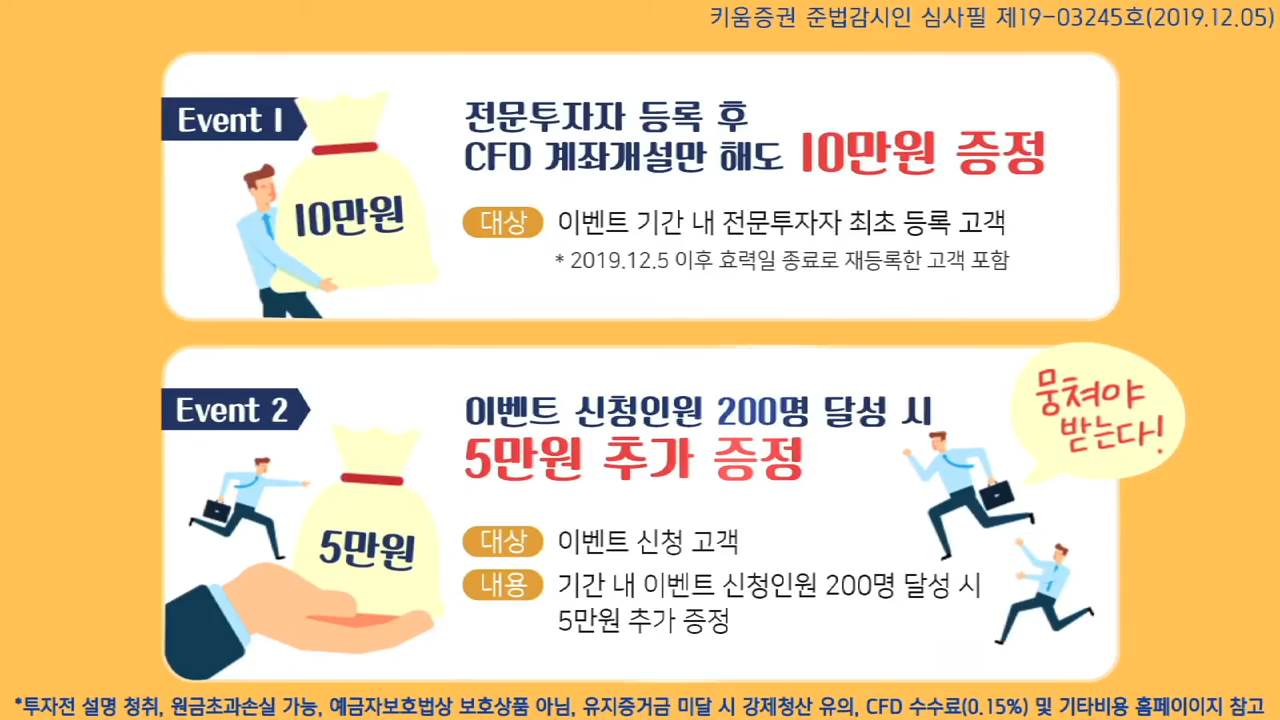 키움증권 준법감시인 심사필 제19-03245호(2019.12.05)
Event 1
10만원
전문투자자 등록 후
CFD 계좌개설만 해도 10만원 증정
대상 이벤트 기간 내 전문투자자 최초 등록 고객
* 2019.12.5 이후 효력일 종료로 재등록한 고객 포함
Event 2
5만원
이벤트 신청인원 200명 달성 시
5만원 추가 증정
뭉쳐야
받는다!
대상 이벤트 신청 고객
내용 기간 내 이벤트 신청인원 200명 달성 시
5만원 추가 증정
*투자전 설명 청취, 원금초과손실 가능, 예금자보호법상 보호상품 아님, 유지증거금 미달 시 강제청산 유의, CFD 수수료(0.15%) 및 기타비용 홈페이지 참고